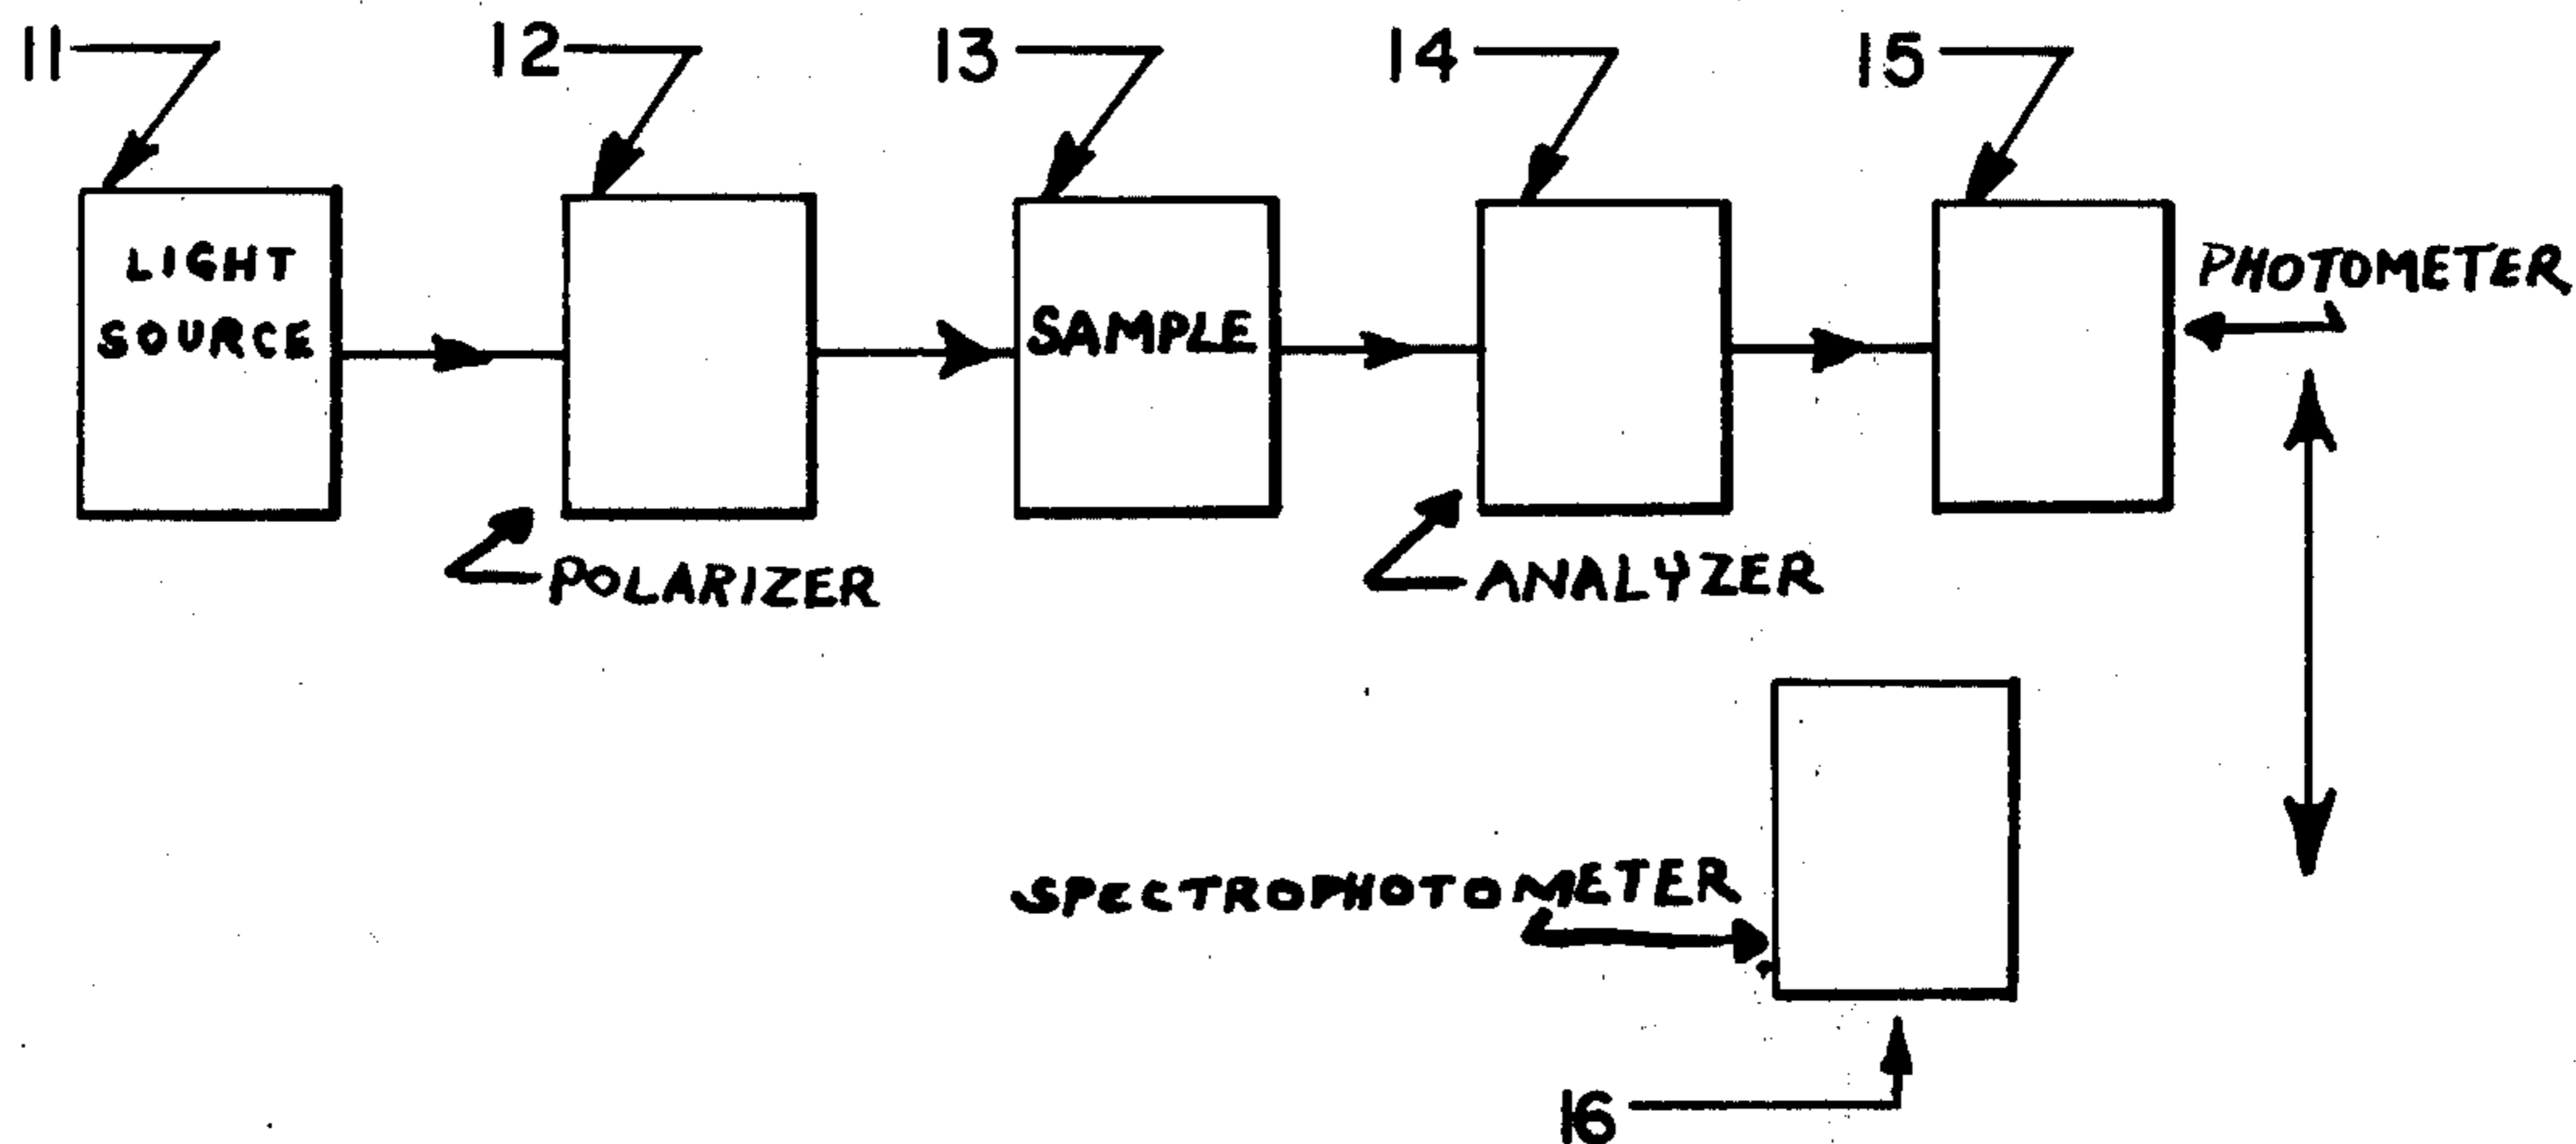 11
12
13
14
15
LIGHT
SOURCE
SAMPLE
PHOTOMETER
POLARIZER
ANALYZER
SPECTROPHOTOMETER
16